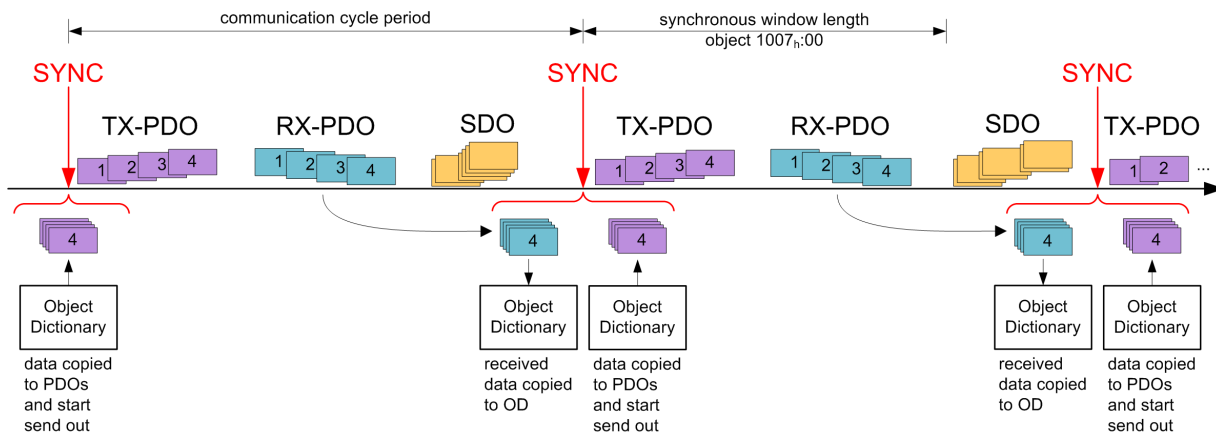 communication cycle period
synchronous window length
object 1007h:00
SYNC
SYNC
SYNC
TX-PDO
RX-PDO
SDO
TX-PDO
RX-PDO
SDO
TX-PDO
1 2 3 4
1 2 3 4
1 2 3 4
1 2 3 4
1 2 ...
4
4
4
4
4
Object
Dictionary
data copied
to PDOs
and start
send out
Object
Dictionary
received
data copied
to OD
Object
Dictionary
data copied
to PDOs
and start
send out
Object
Dictionary
received
data copied
to OD
Object
Dictionary
data copied
to PDOs
and start
send out